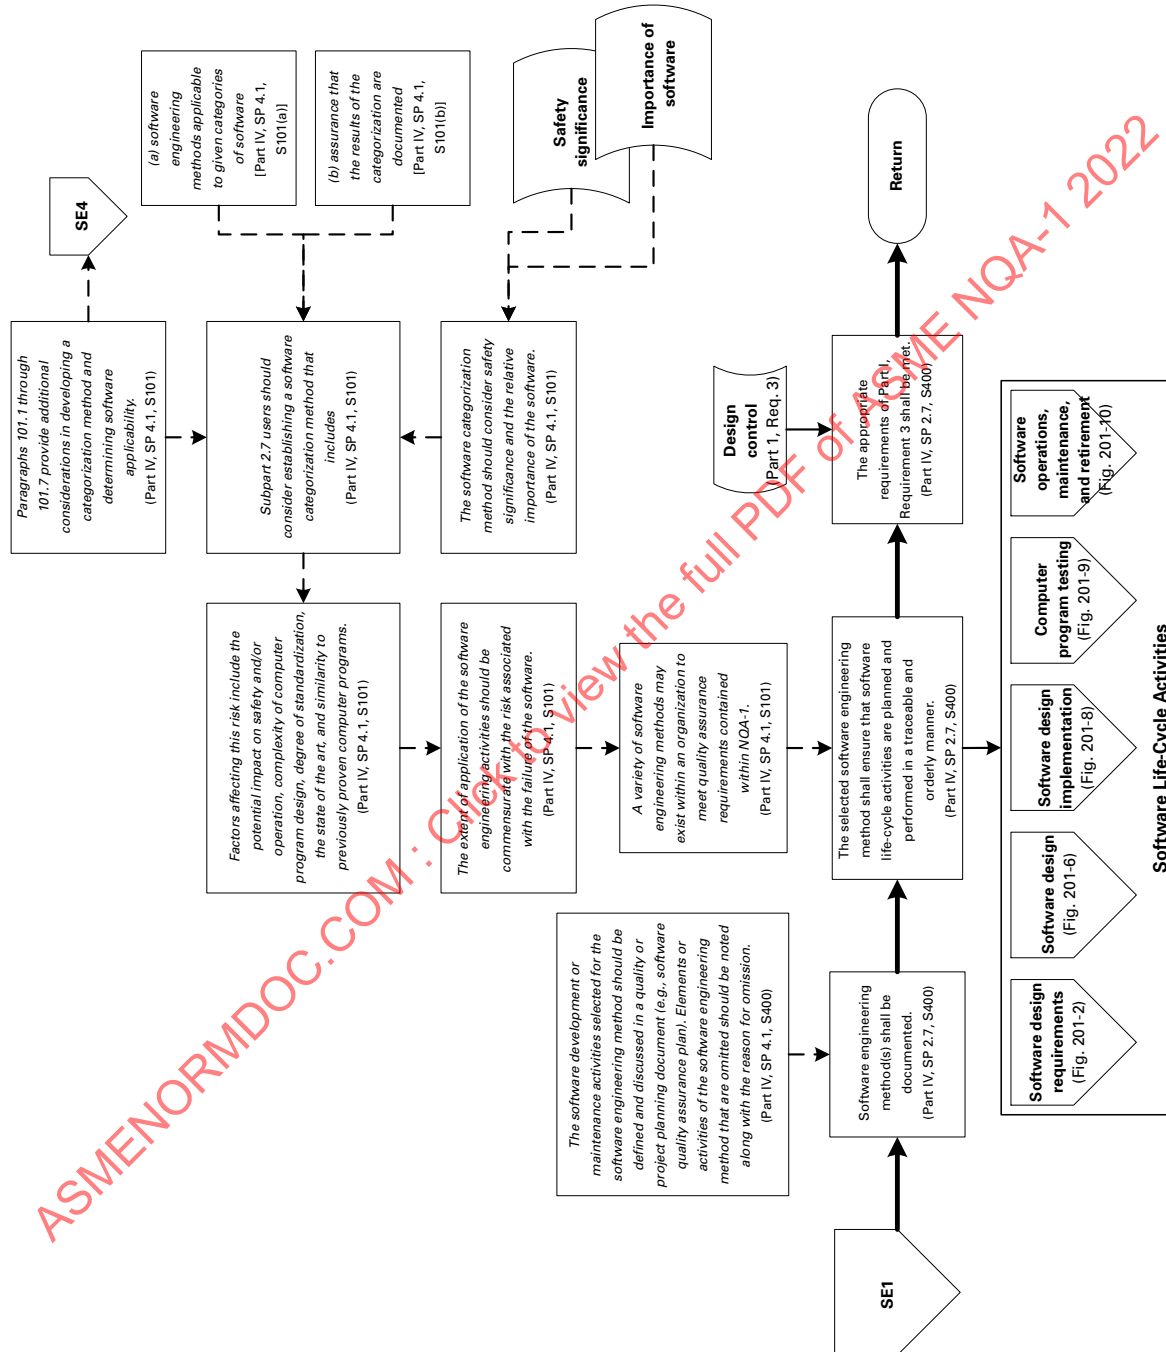 Paragraphs 101.1 through
101.7 provide additional
considerations in developing a
categorization method and
determining software
applicability.
(Part IV, SP 4.1, S101)
SE4
(a) software
engineering
methods applicable
to given categories
of software
[Part IV, SP 4.1,
S101(a)]
(b) assurance that
the results of the
categorization are
documented
[Part IV, SP 4.1,
S101(b)]
Safety
significance
Importance of
software
Subpart 2.7 users should
consider establishing a software
categorization method that
includes
(Part IV, SP 4.1, S101)
The software categorization
method should consider safety
significance and the relative
importance of the software.
(Part IV, SP 4.1, S101)
Factors affecting this risk include the
potential impact on safety and/or
operation, complexity of computer
program design, degree of standardization,
the state of the art, and similarity to
previously proven computer programs.
(Part IV, SP 4.1, S101)
The extent of application of the software
engineering activities should be
commensurate with the risk associated
with the failure of the software.
(Part IV, SP 4.1, S101)
A variety of software
engineering methods may
exist within an organization to
meet quality assurance
requirements contained
within NQA-1.
(Part IV, SP 4.1, S101)
The software development or
maintenance activities selected for the
software engineering method should be
defined and discussed in a quality or
project planning document (e.g., software
quality assurance plan). Elements or
activities of the software engineering
method that are omitted should be noted
along with the reason for omission.
(Part IV, SP 4.1, S400)
SE1
Software engineering
method(s) shall be
documented.
(Part IV, SP 2.7, S400)
The selected software engineering
method shall ensure that software
life-cycle activities are planned and
performed in a traceable and
orderly manner.
(Part IV, SP 2.7, S400)
Design
control
(Part 1, Req. 3)
The appropriate
requirements of Part I,
Requirement 3 shall be met.
(Part IV, SP 2.7, S400)
Return
Software design
requirements
(Fig. 201-2)
Software design
(Fig. 201-6)
Software design
implementation
(Fig. 201-8)
Computer
program testing
(Fig. 201-9)
Software
operations,
maintenance,
and retirement
(Fig. 201-10)
Software Life-Cycle Activities
ASMENORMDOC.COM : Click to view the full PDF of ASME NQA-1 2022